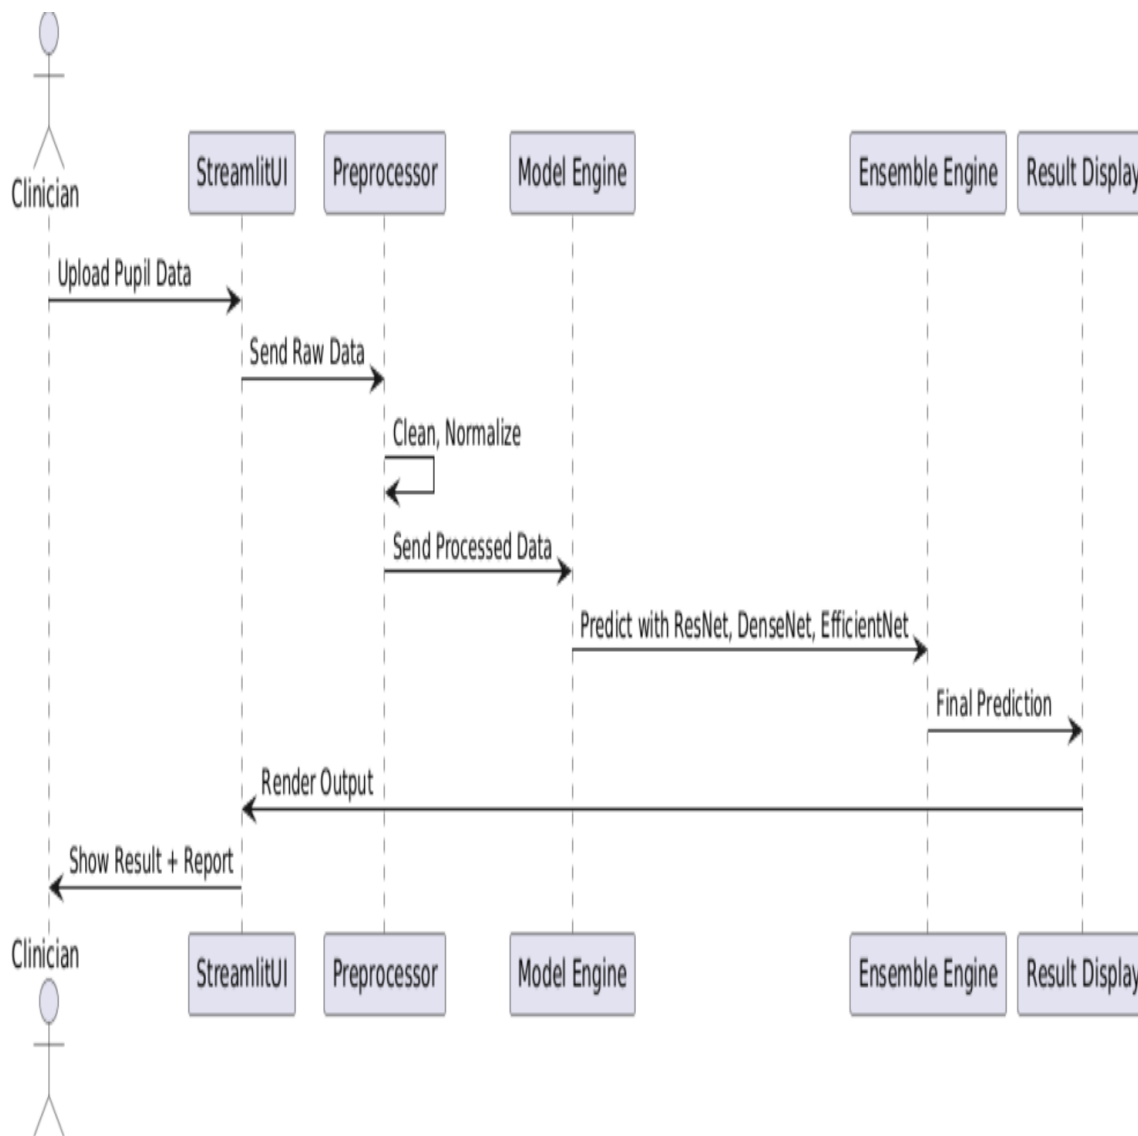 Clinician
StreamlitUI
Preprocessor
Model Engine
Ensemble Engine
Result Display
Upload Pupil Data
Send Raw Data
Clean, Normalize
Send Processed Data
Predict with ResNet, DenseNet, EfficientNet
Final Prediction
Render Output
Show Result + Report
Clinician
StreamlitUI
Preprocessor
Model Engine
Ensemble Engine
Result Display